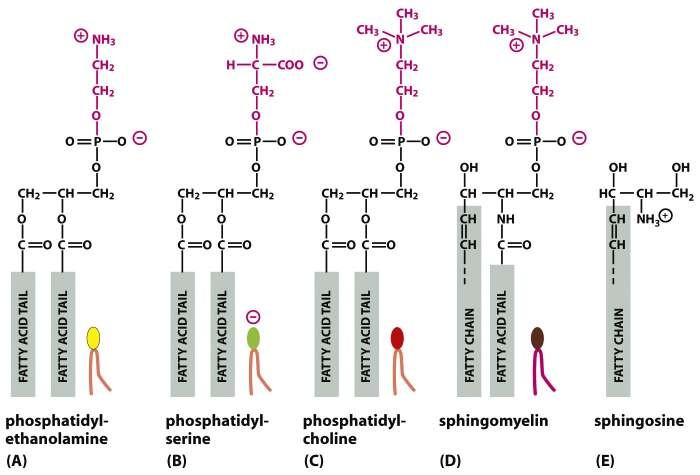 ⊕ NH3
CH2
CH2
O
O=P—O ⊖
O
CH2—CH—CH2
O O
C=O C=O
FATTY ACID TAIL
FATTY ACID TAIL
phosphatidyl-
ethanolamine
(A)
⊕ NH3
H—C—COO ⊖
CH2
O
O=P—O ⊖
O
CH2—CH—CH2
O O
C=O C=O
FATTY ACID TAIL
FATTY ACID TAIL
⊖
phosphatidyl-
serine
(B)
CH3
CH3 N CH3
⊕
CH2
CH2
O
O=P—O ⊖
O
CH2—CH—CH2
O O
C=O C=O
FATTY ACID TAIL
FATTY ACID TAIL
phosphatidyl-
choline
(C)
CH3
CH3 N CH3
⊕
CH2
CH2
O
O=P—O ⊖
OH O
CH—CH—CH2
CH NH
CH C=O
FATTY CHAIN
FATTY ACID TAIL
sphingomyelin
(D)
OH OH
HC—CH—CH2
CH NH3⊕
CH
FATTY CHAIN
sphingosine
(E)